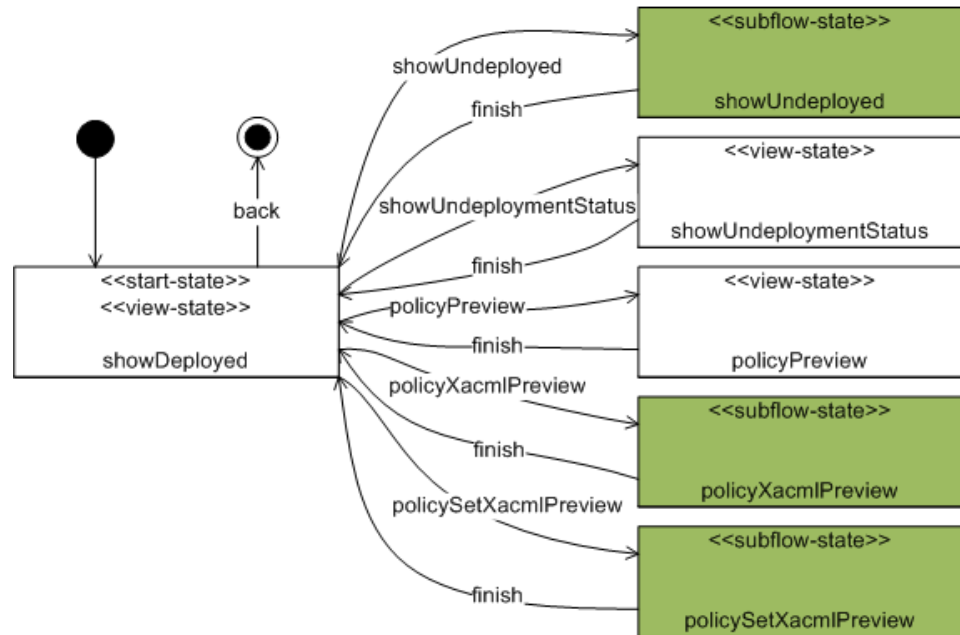 <<subflow-state>>
showUndeployed
showUndeployed
finish
<<view-state>>
showUndeploymentStatus
showUndeploymentStatus
finish
back
<<start-state>>
<<view-state>>
showDeployed
<<view-state>>
policyPreview
policyPreview
finish
policyXacmlPreview
<<subflow-state>>
policyXacmlPreview
finish
policySetXacmlPreview
<<subflow-state>>
policySetXacmlPreview
finish